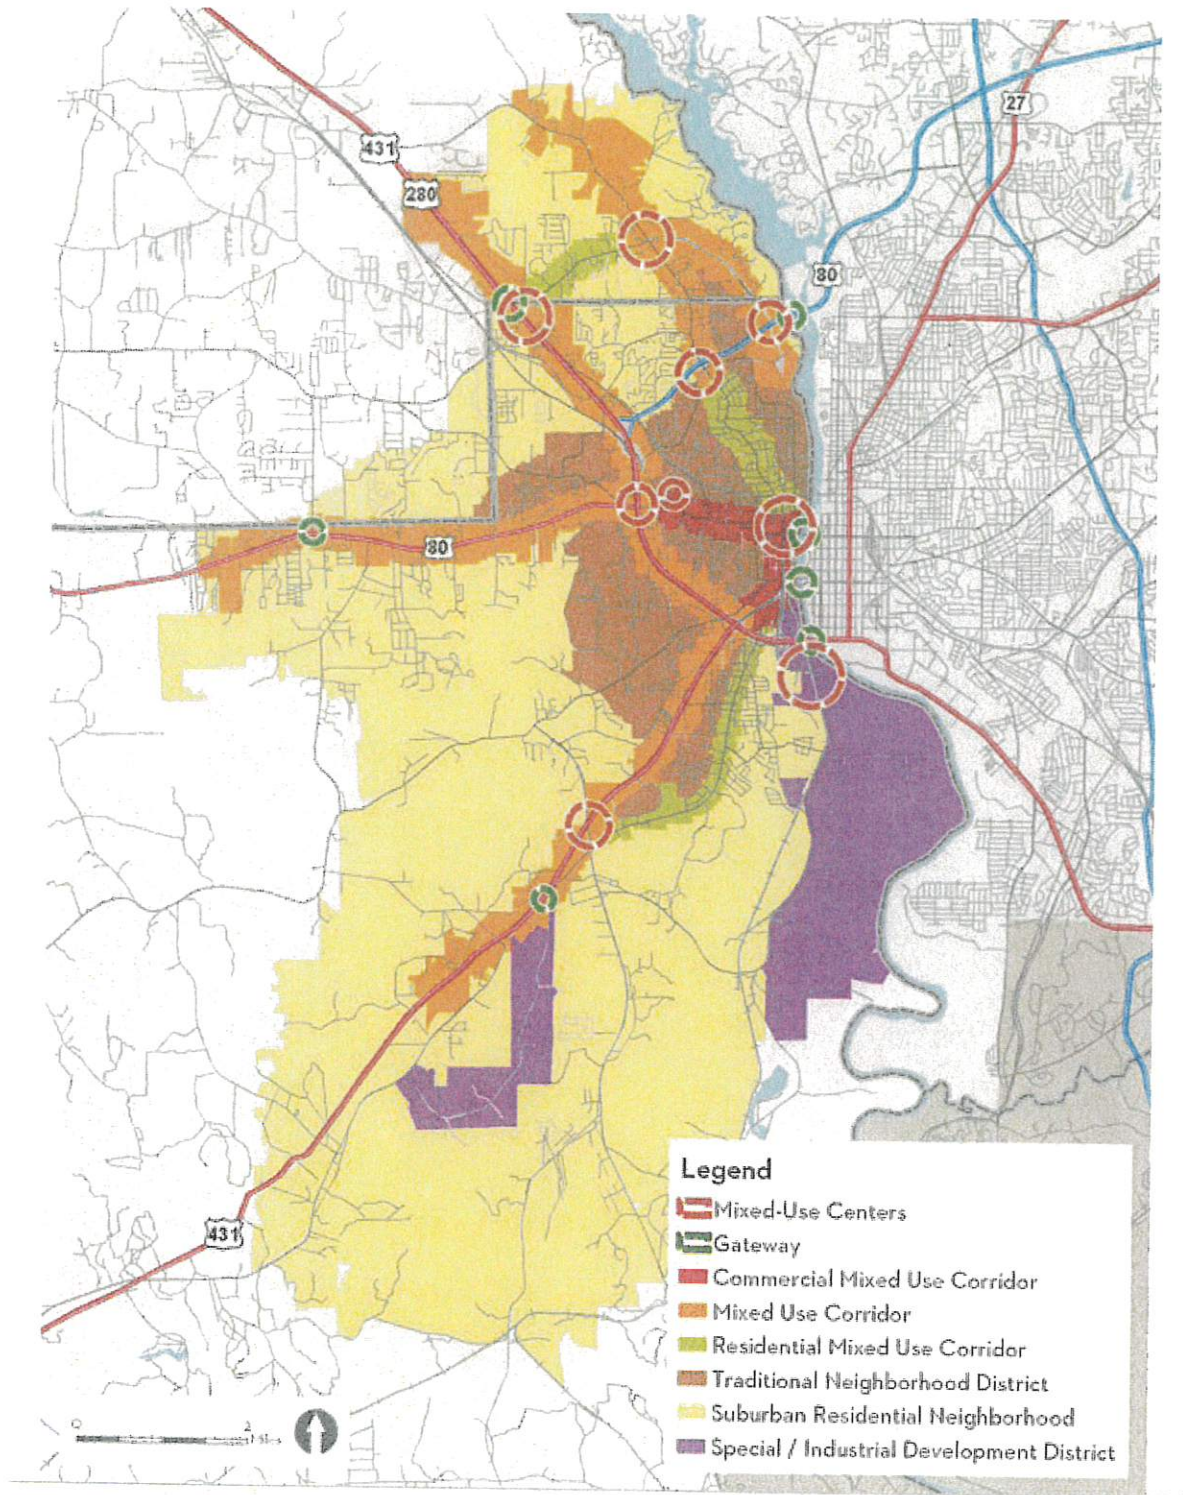 27
431
280
80
80
431
Legend
Mixed-Use Centers
Gateway
Commercial Mixed Use Corridor
Mixed Use Corridor
Residential Mixed Use Corridor
Traditional Neighborhood District
Suburban Residential Neighborhood
Special / Industrial Development District
0 2